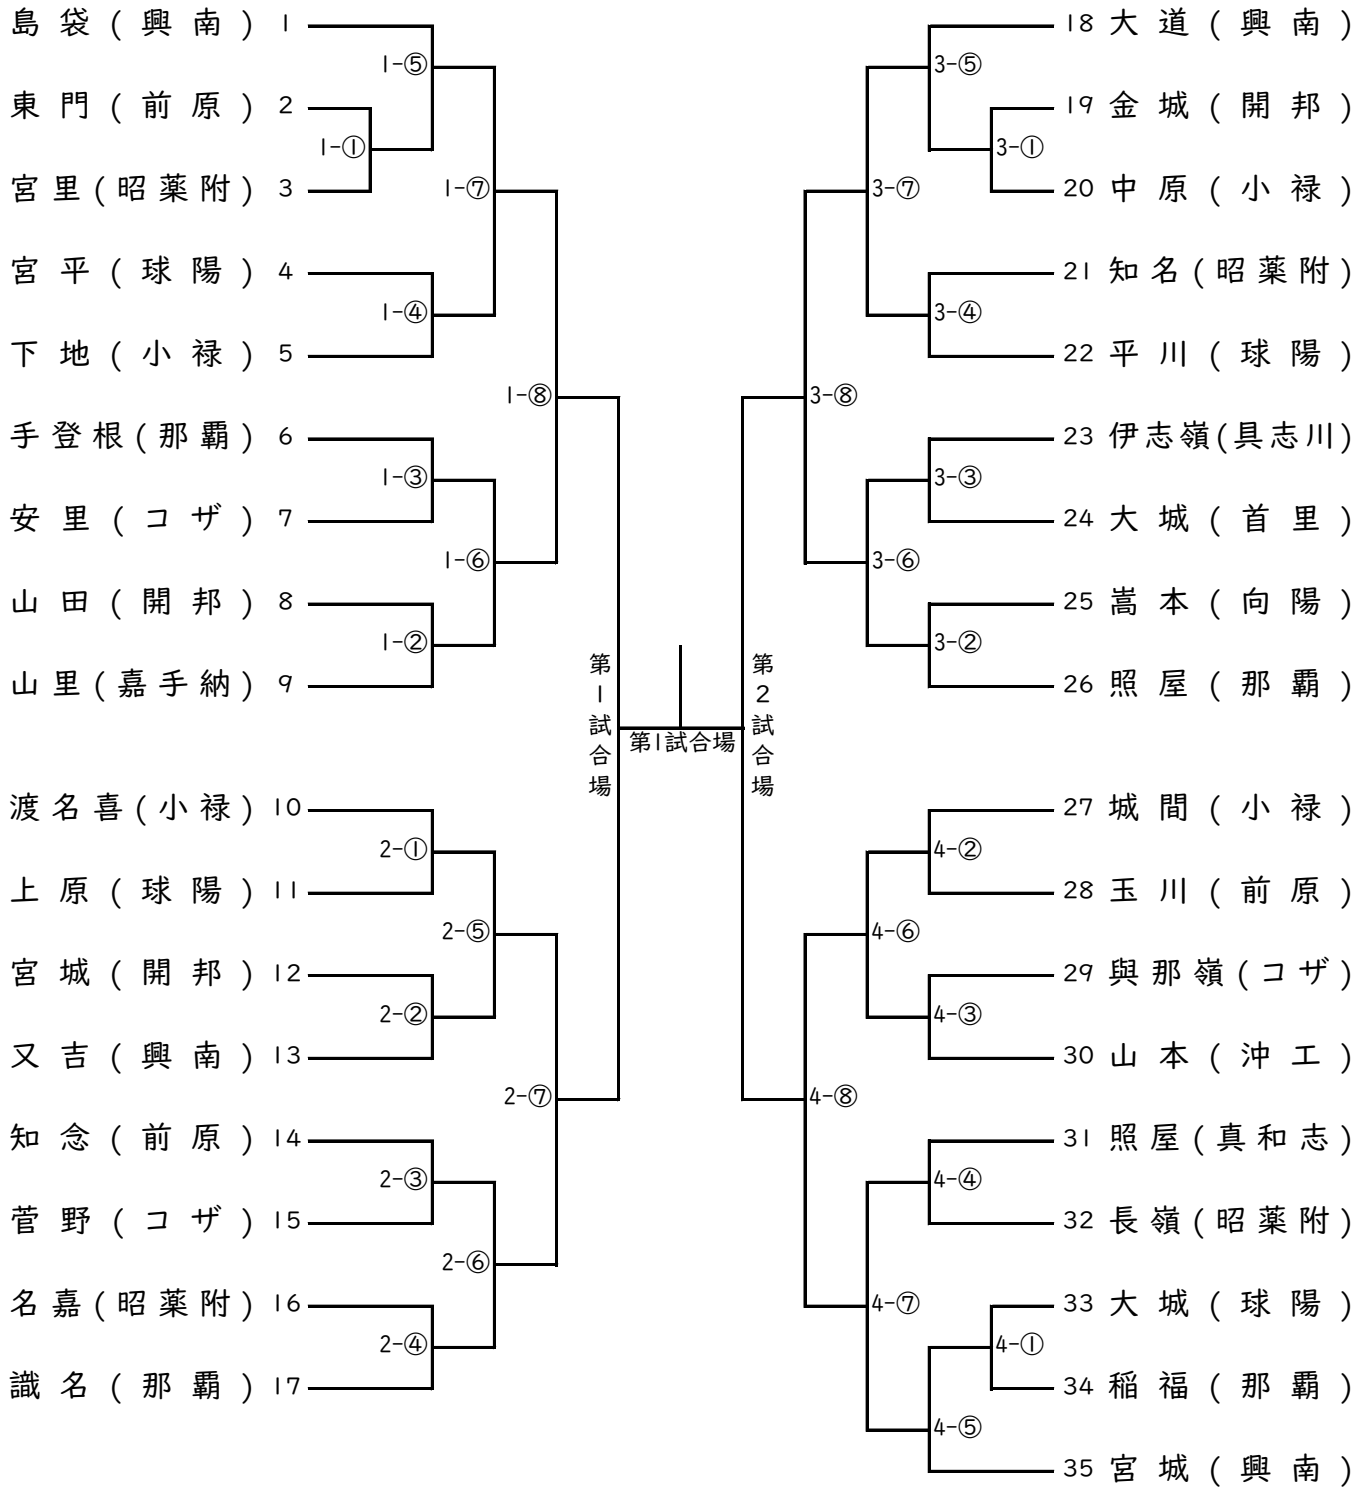 島袋(興南) 1
1-⑤
東門(前原) 2
1-①
宮里(昭薬附) 3
1-⑦
宮平(球陽) 4
1-④
下地(小禄) 5
1-⑧
手登根(那覇) 6
1-③
安里(コザ) 7
1-⑥
山田(開邦) 8
1-②
山里(嘉手納) 9
第1試合場
渡名喜(小禄) 10
2-①
上原(球陽) 11
2-⑤
宮城(開邦) 12
2-②
又吉(興南) 13
2-⑦
知念(前原) 14
2-③
菅野(コザ) 15
2-⑥
名嘉(昭薬附) 16
2-④
識名(那覇) 17
第1試合場
18 大道(興南)
3-⑤
19 金城(開邦)
3-①
20 中原(小禄)
3-⑦
21 知名(昭薬附)
3-④
22 平川(球陽)
3-⑧
23 伊志嶺(具志川)
3-③
24 大城(首里)
3-⑥
25 嵩本(向陽)
3-②
26 照屋(那覇)
第2試合場
27 城間(小禄)
4-②
28 玉川(前原)
4-⑥
29 與那嶺(コザ)
4-③
30 山本(沖工)
4-⑧
31 照屋(真和志)
4-④
32 長嶺(昭薬附)
4-⑦
33 大城(球陽)
4-①
34 稲福(那覇)
4-⑤
35 宮城(興南)